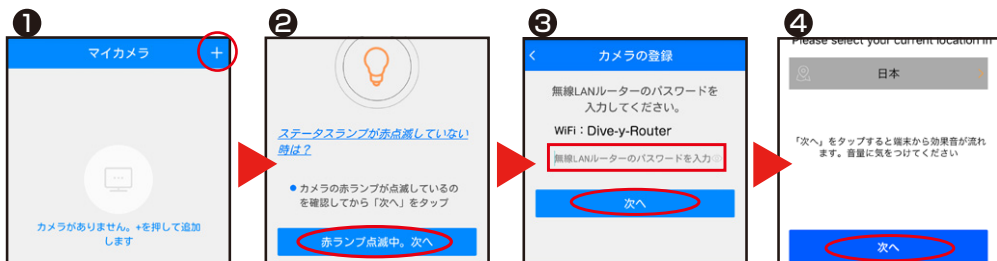 ❶
マイカメラ
+
カメラがありません。+を押して追加
します
❷
ステータスランプが赤点滅していない
時は？
● カメラの赤ランプが点滅しているの
を確認してから「次へ」をタップ
赤ランプ点滅中。次へ
❸
カメラの登録
無線LANルーターのパスワードを
入力してください。
WiFi：Dive-y-Router
無線LANルーターのパスワードを入力
次へ
❹
Please select your current location in
日本
「次へ」をタップすると端末から効果音が流れ
ます。音量に気をつけてください
次へ